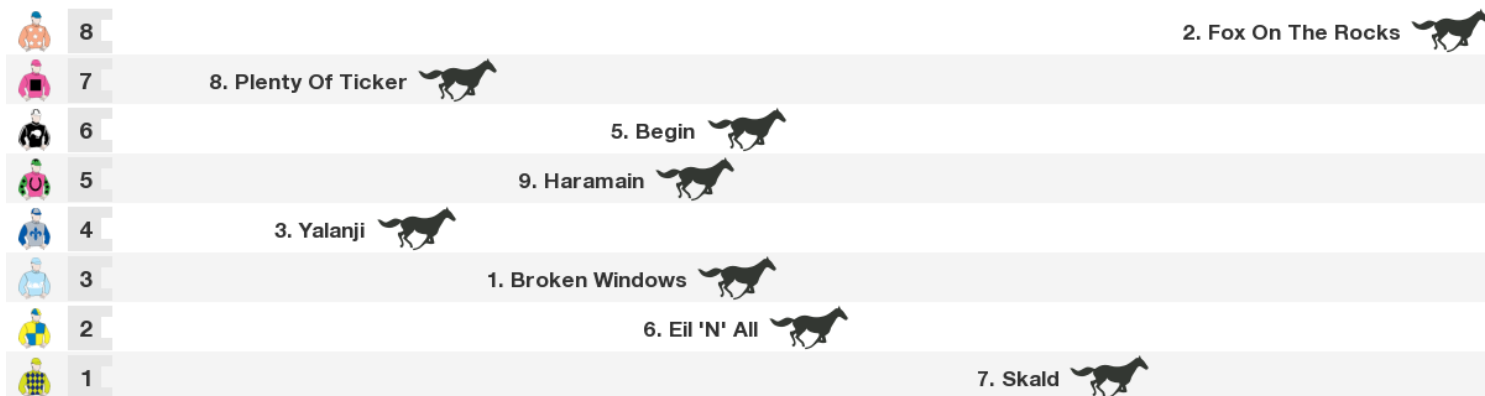 8 2. Fox On The Rocks
7 8. Plenty Of Ticker
6 5. Begin
5 9. Haramain
4 3. Yalanji
3 1. Broken Windows
2 6. Eil 'N' All
1 7. Skald